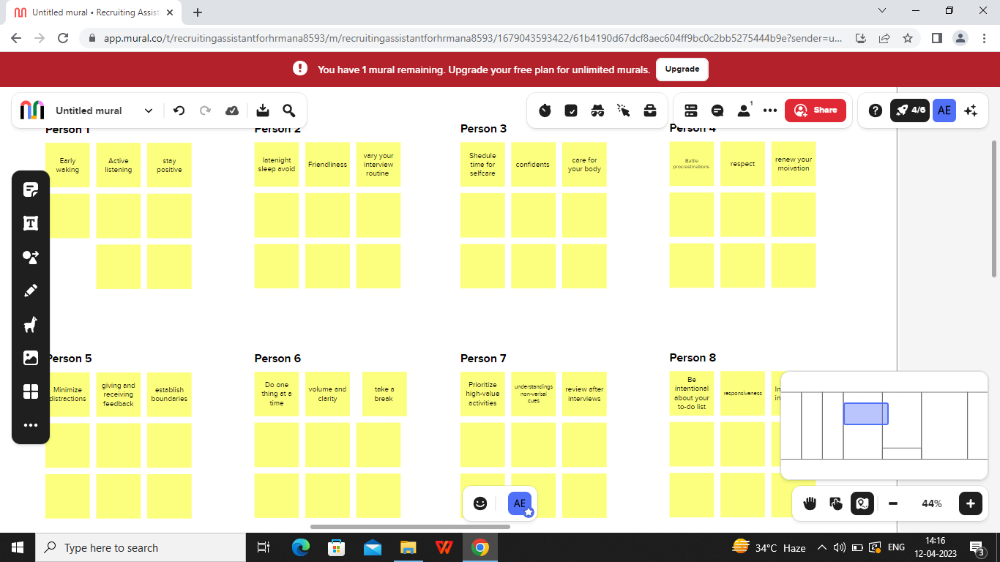 Untitled mural • Recruiting Assist
app.mural.co/t/recruitingassistantforhrmana8593/m/recruitingassistantforhrmana8593/1679043593422/61b4190d67dcf8aec604ff9bc0c2bb5275444b9e?sender=u...
You have 1 mural remaining. Upgrade your free plan for unlimited murals.
Upgrade
Untitled mural
1
Share
4/6
AE
Person 1
Person 2
Person 3
Person 4
Early
waking
Active
listening
stay
positive
latenight
sleep avoid
Friendliness
vary your
interview
routine
Shedule
time for
selfcare
confidents
care for
your body
Battle
procrastinations
respect
renew your
moivation
Person 5
Person 6
Person 7
Person 8
Minimize
distractions
giving and
receiving
feedback
establish
boundaries
Do one
thing at a
time
volume and
clarity
take a
break
Prioritize
high-value
activities
understandings
non-verbal
cues
review after
interviews
Be
intentional
about your
to-do list
responsiveness
AE
44%
Type here to search
34°C Haze
ENG
14:16
12-04-2023
3